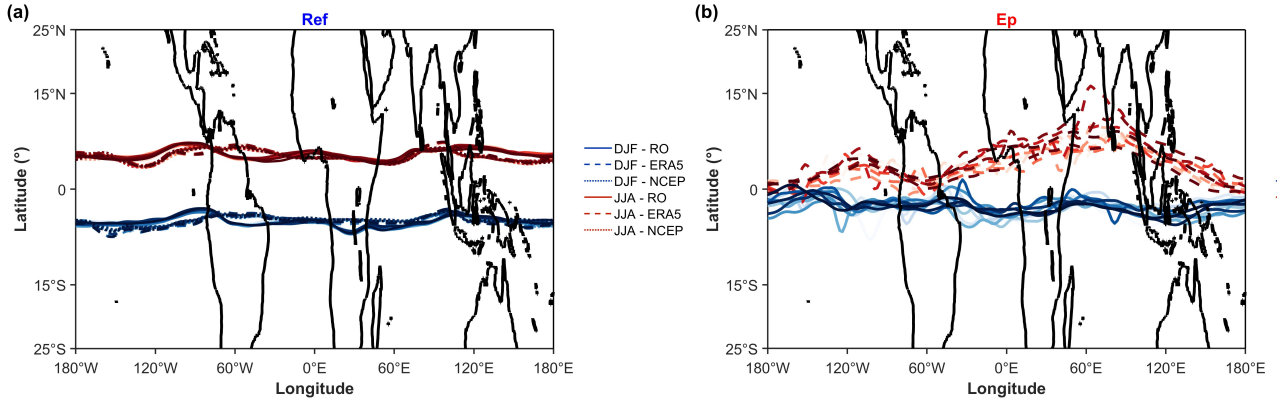 (a)
Ref
25°N
15°N
0
15°S
25°S
Latitude (°)
180°W 120°W 60°W 0°E 60°E 120°E 180°E
Longitude
DJF - RO
DJF - ERA5
DJF - NCEP
JJA - RO
JJA - ERA5
JJA - NCEP
(b)
Ep
25°N
15°N
0
15°S
25°S
Latitude (°)
180°W 120°W 60°W 0°E 60°E 120°E 180°E
Longitude